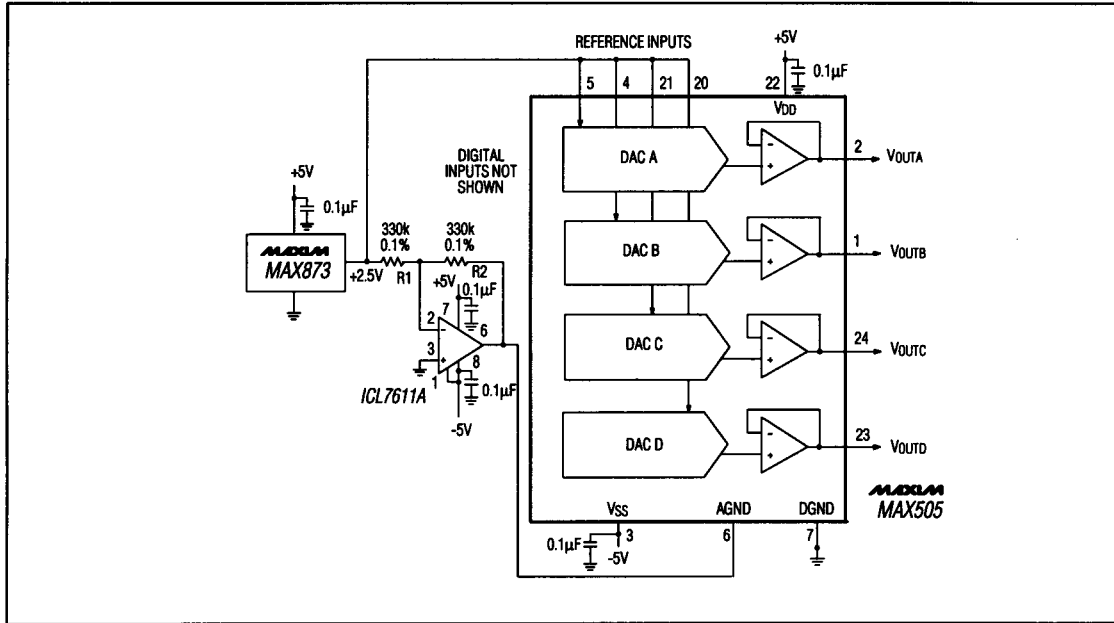 REFERENCE INPUTS
+5V
0.1µF
5 4 21 20
22
VDD
DAC A
2
VOUTA
DIGITAL
INPUTS NOT
SHOWN
+5V
0.1µF
MAXIM
MAX873
+2.5V
330k
0.1%
R1
330k
0.1%
R2
+5V
0.1µF
7
2
6
3
8
1
0.1µF
ICL7611A
-5V
DAC B
1
VOUTB
DAC C
24
VOUTC
DAC D
23
VOUTD
MAXIM
MAX505
VSS
AGND
DGND
3
6
7
0.1µF
-5V